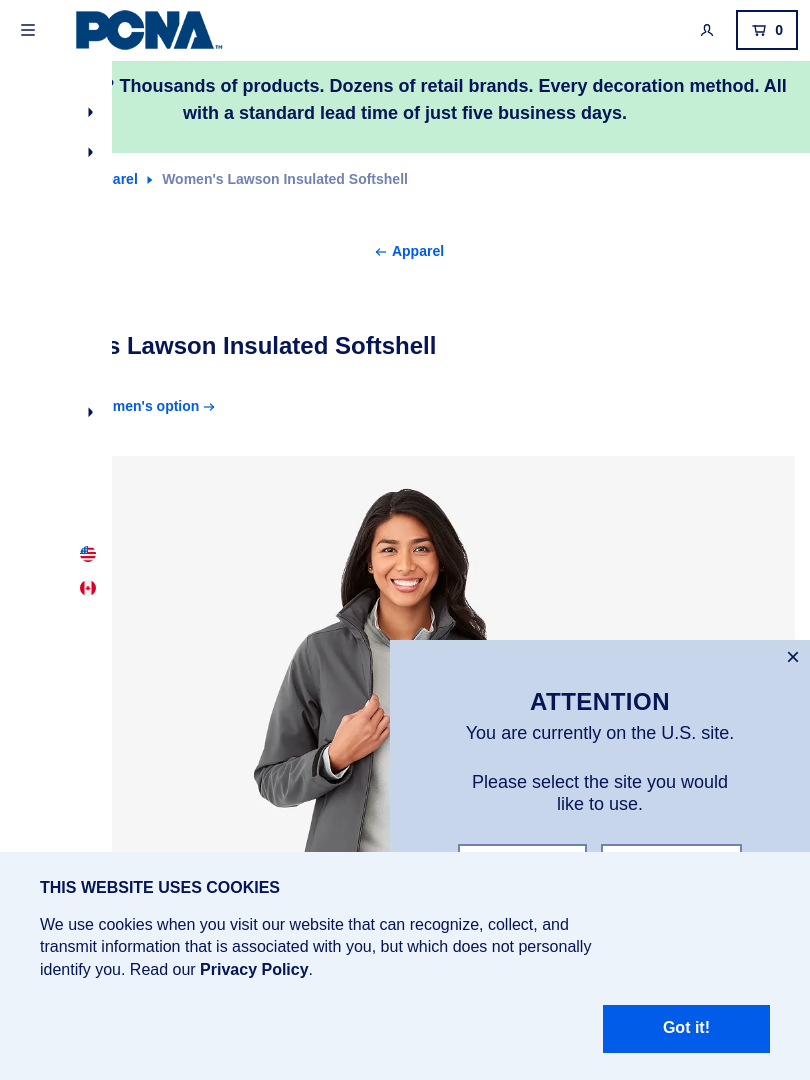 PCNA™
0
? Thousands of products. Dozens of retail brands. Every decoration method. All
with a standard lead time of just five business days.
arel Women's Lawson Insulated Softshell
Apparel
s Lawson Insulated Softshell
men's option
ATTENTION
You are currently on the U.S. site.
Please select the site you would
like to use.
THIS WEBSITE USES COOKIES
We use cookies when you visit our website that can recognize, collect, and
transmit information that is associated with you, but which does not personally
identify you. Read our Privacy Policy.
Got it!